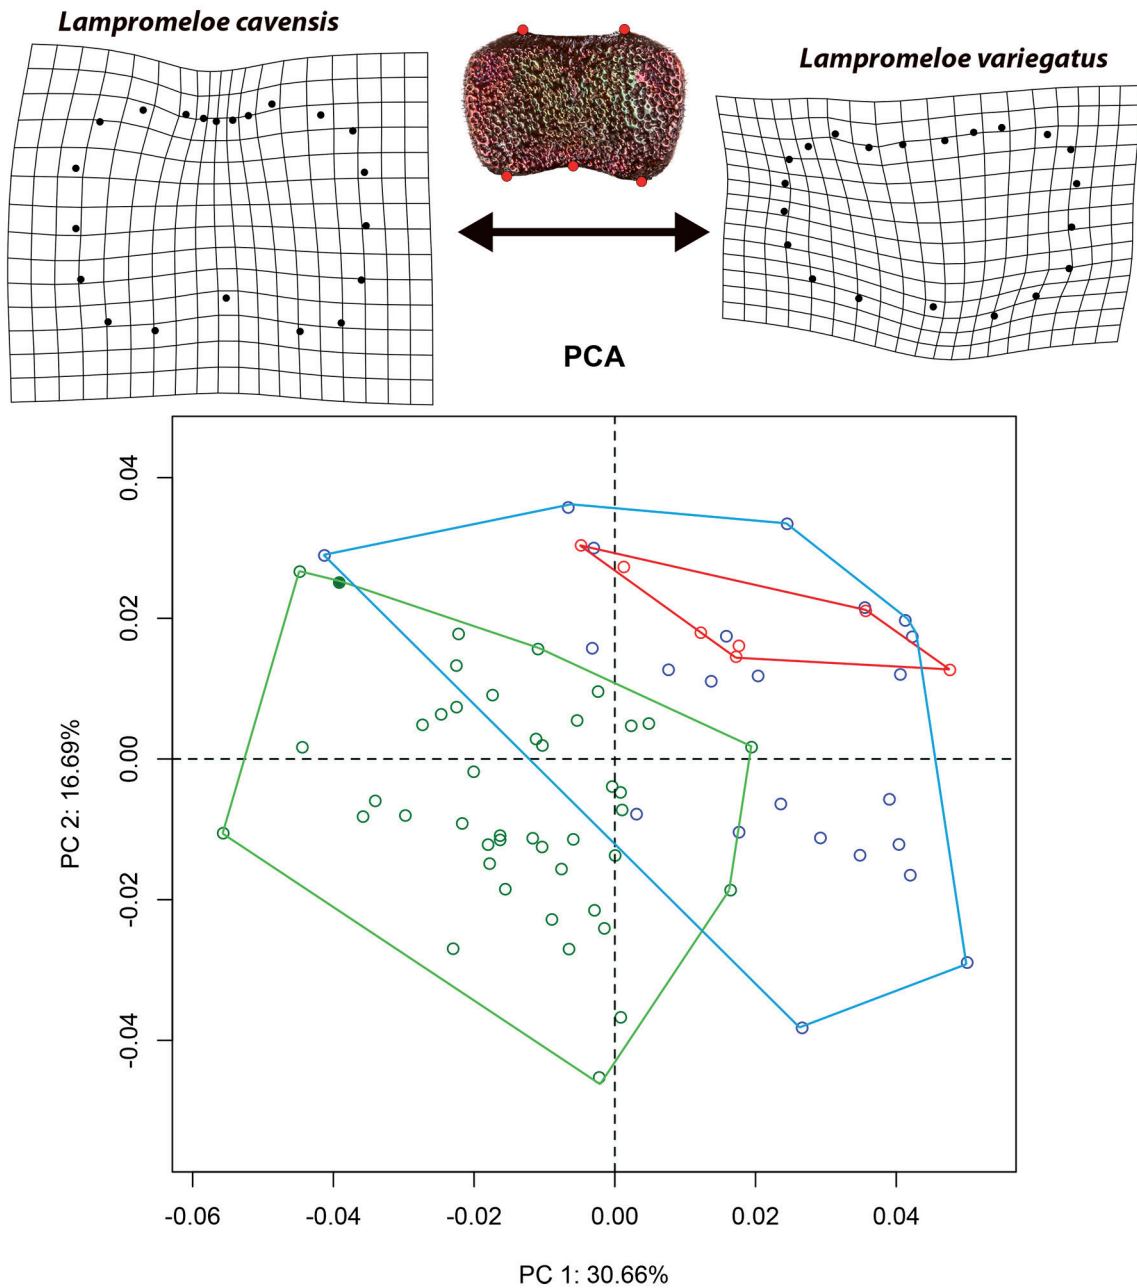 Lampromeloe cavensis
Lampromeloe variegatus
PCA
0.04
0.02
0.00
-0.02
-0.04
PC 2: 16.69%
-0.06
-0.04
-0.02
0.00
0.02
0.04
PC 1: 30.66%